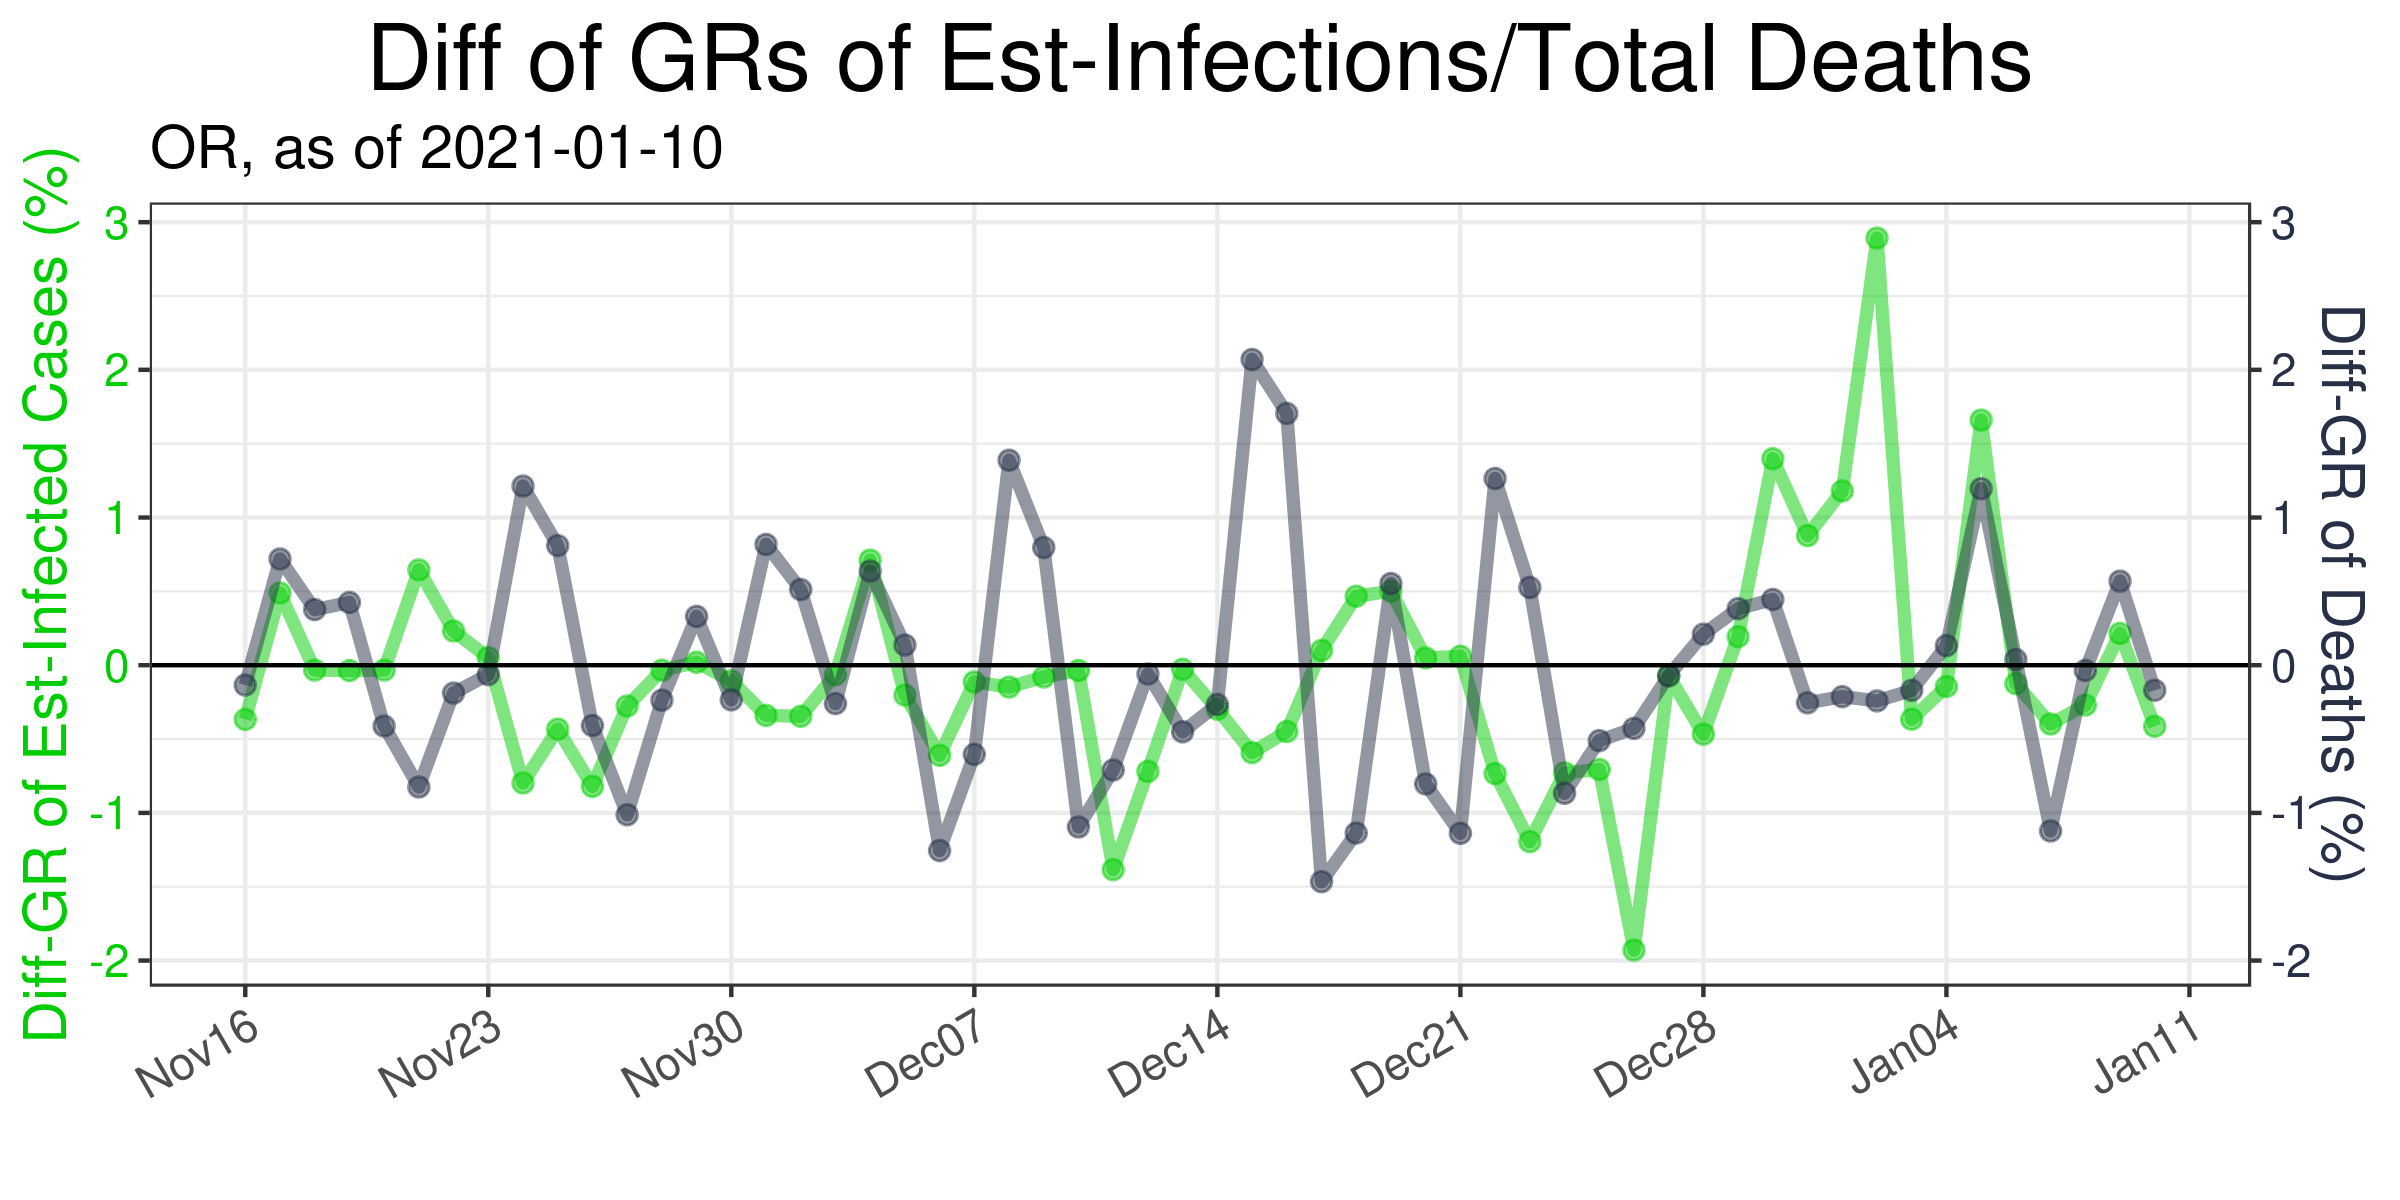 Diff of GRs of Est-Infections/Total Deaths
OR, as of 2021-01-10
Diff-GR of Est-Infected Cases (%)
3
2
1
0
-1
-2
3
2
1
0
-1
-2
Diff-GR of Deaths (%)
Nov16
Nov23
Nov30
Dec07
Dec14
Dec21
Dec28
Jan04
Jan11